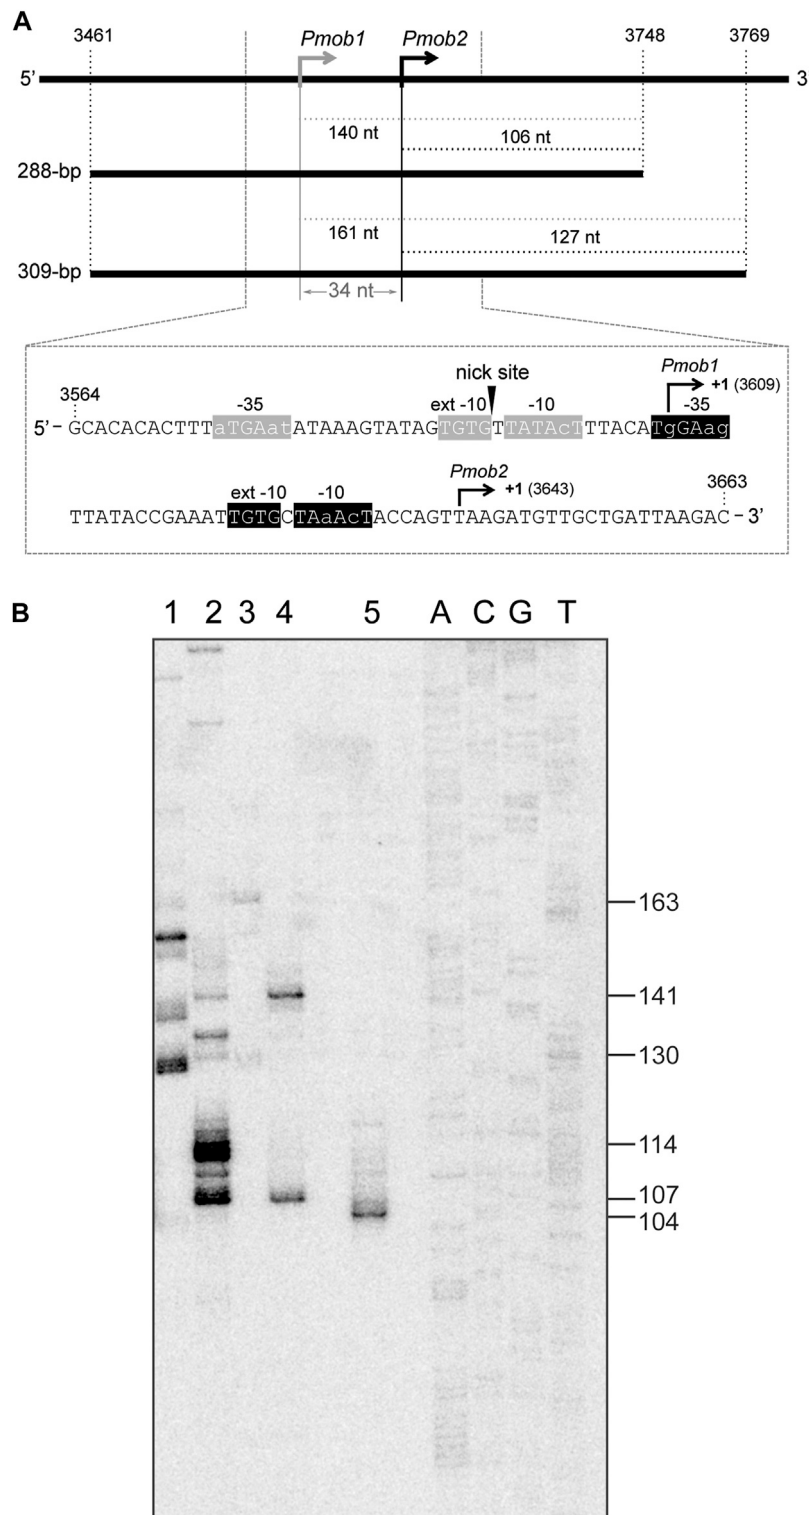 A
3461 Pmob1 Pmob2 3748 3769
5’ 3
140 nt 106 nt
288-bp
161 nt 127 nt
309-bp
34 nt
nick site Pmob1
3564 -35 ext -10 -10 +1 (3609) -35
5’ - GCACACACTTTaTGAatATAAAGTATAGTGTGTTATAcTTTACATgGAag
Pmob2
ext -10 -10 +1 (3643) 3663
TTATACCGAAATTGTGCTAaAcTACCAGTTAAGATGTTGCTGATTAAGAC - 3’
B
1 2 3 4 5 A C G T
163
141
130
114
107
104